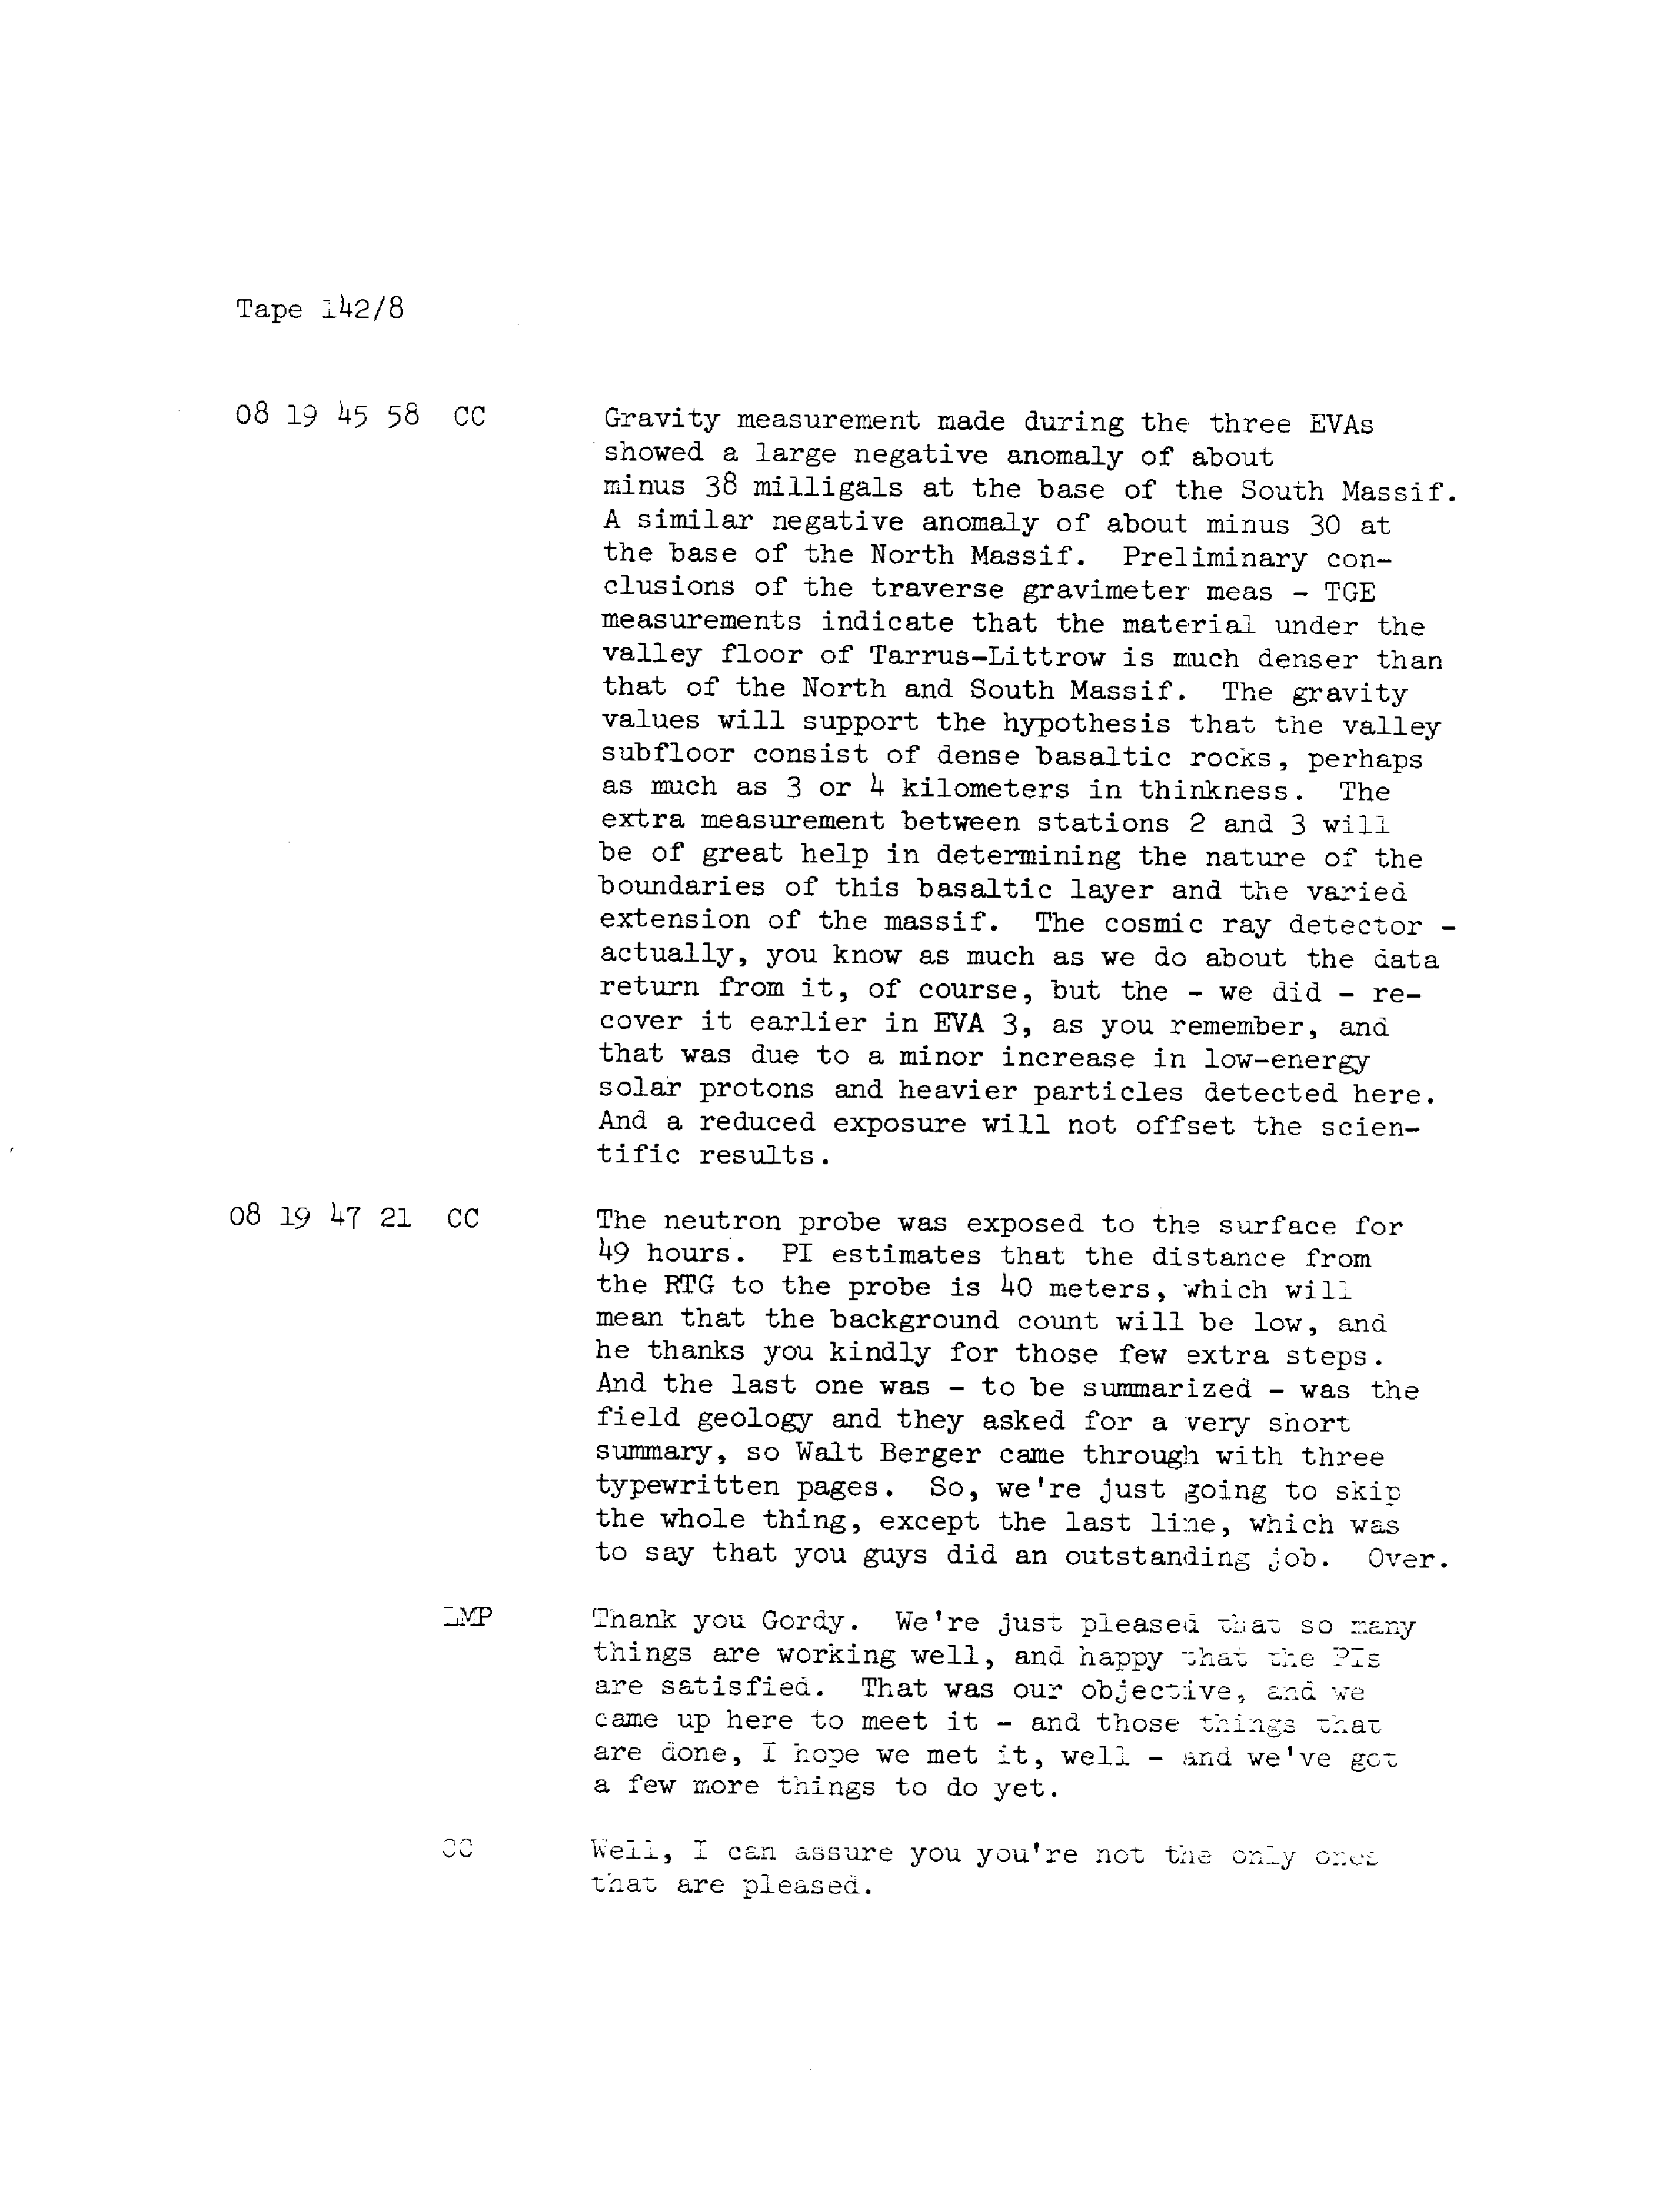 Tape 142/8
08 19 45 58 CC Gravity measurement made during the three EVAs
showed a large negative anomaly of about
minus 38 milligals at the base of the South Massif.
A similar negative anomaly of about minus 30 at
the base of the North Massif. Preliminary con-
clusions of the traverse gravimeter meas - TGE
measurements indicate that the material under the
valley floor of Tarrus-Littrow is much denser than
that of the North and South Massif. The gravity
values will support the hypothesis that the valley
subfloor consist of dense basaltic rocks, perhaps
as much as 3 or 4 kilometers in thinkness. The
extra measurement between stations 2 and 3 will
be of great help in determining the nature of the
boundaries of this basaltic layer and the varied
extension of the massif. The cosmic ray detector -
actually, you know as much as we do about the data
return from it, of course, but the - we did - re-
cover it earlier in EVA 3, as you remember, and
that was due to a minor increase in low-energy
solar protons and heavier particles detected here.
And a reduced exposure will not offset the scien-
tific results.
08 19 47 21 CC The neutron probe was exposed to the surface for
49 hours. PI estimates that the distance from
the RTG to the probe is 40 meters, which will
mean that the background count will be low, and
he thanks you kindly for those few extra steps.
And the last one was - to be summarized - was the
field geology and they asked for a very short
summary, so Walt Berger came through with three
typewritten pages. So, we're just going to skip
the whole thing, except the last line, which was
to say that you guys did an outstanding job. Over.
LMP Thank you Gordy. We're just pleased that so many
things are working well, and happy that the PIs
are satisfied. That was our objective, and we
came up here to meet it - and those things that
are done, I hope we met it, well - and we've got
a few more things to do yet.
CC Well, I can assure you you're not the only ones
that are pleased.